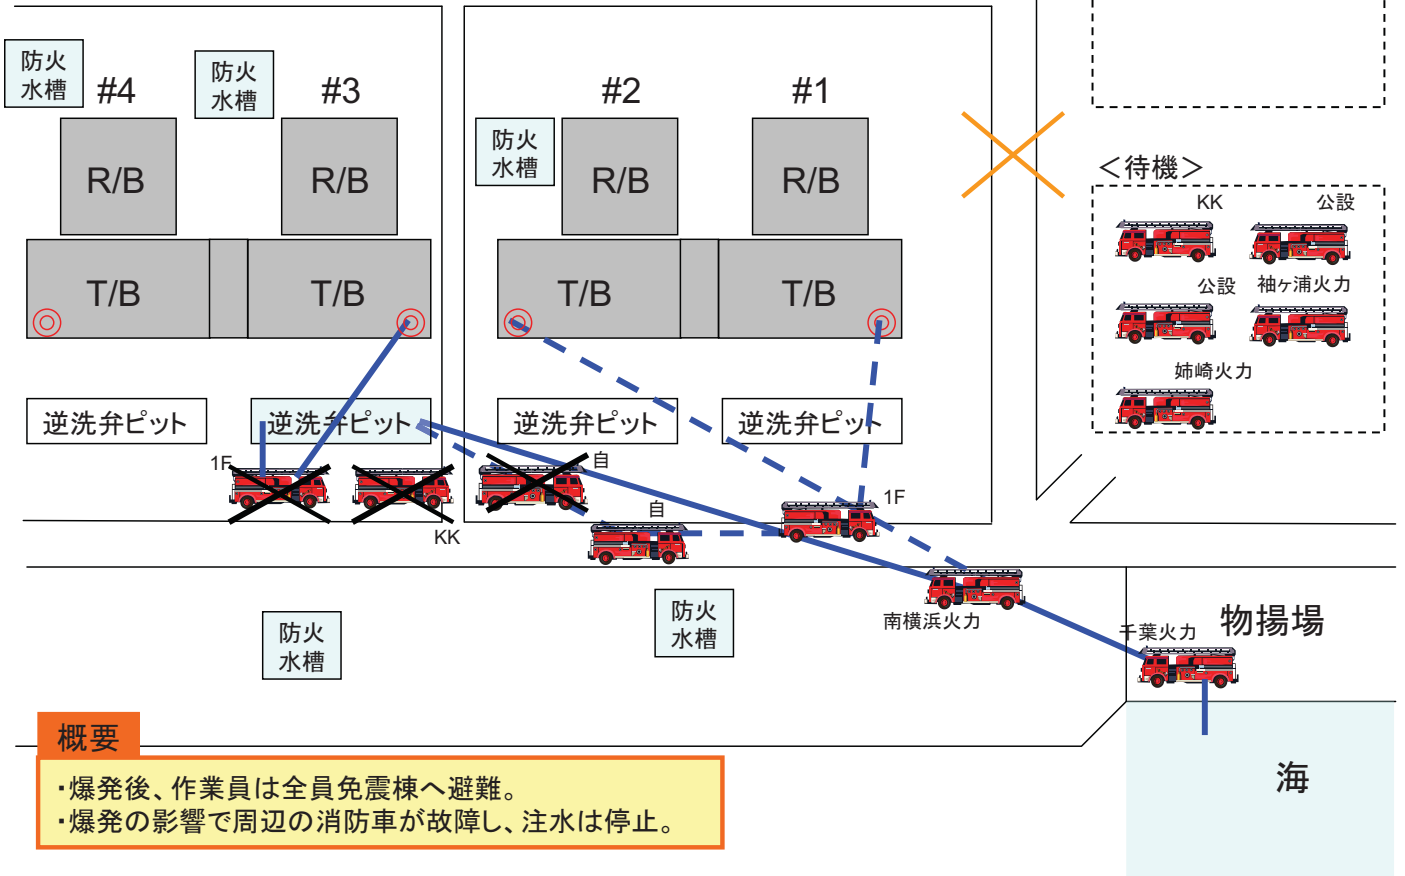 防火
水槽
#4
防火
水槽
#3
防火
水槽
#2
#1
R/B
R/B
R/B
R/B
T/B
T/B
T/B
T/B
＜待機＞
KK
公設
公設
袖ヶ浦火力
姉崎火力
逆洗弁ピット
逆洗弁ピット
逆洗弁ピット
逆洗弁ピット
1F
KK
自
自
1F
南横浜火力
千葉火力
物揚場
防火
水槽
防火
水槽
海
概要
・爆発後、作業員は全員免震棟へ避難。
・爆発の影響で周辺の消防車が故障し、注水は停止。